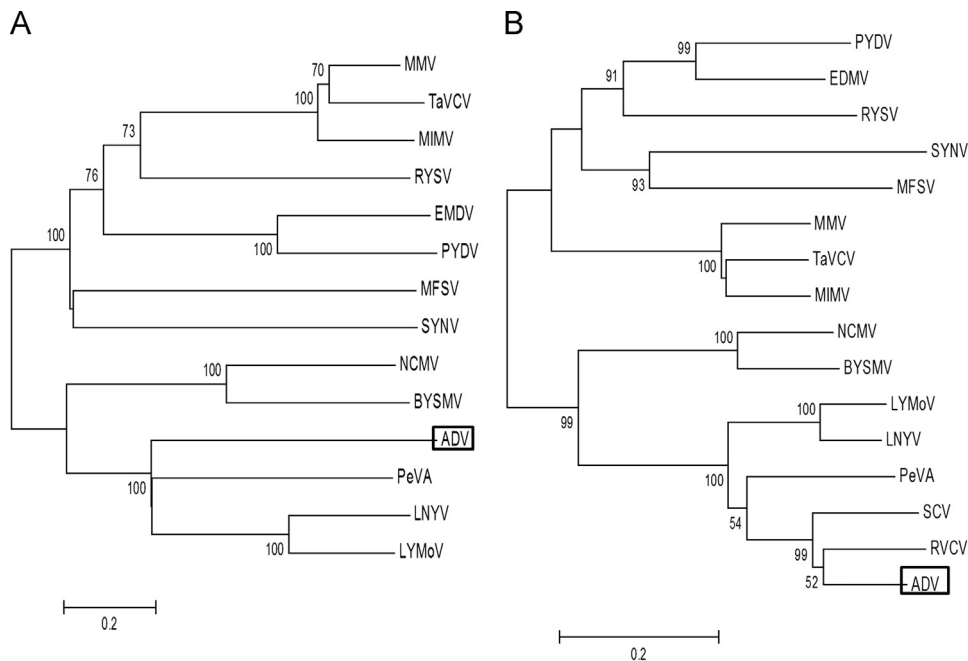 A
MMV
70
TaVCV
100
MIMV
73
RYSV
76
EMDV
100
PYDV
100
MFSV
SYNV
NCMV
100
BYSMV
ADV
PeVA
100
LNYV
100
LYMoV
0.2
B
PYDV
99
EDMV
91
RYSV
SYNV
93
MFSV
MMV
TaVCV
100
MIMV
NCMV
100
BYSMV
99
LYMoV
100
LNYV
100
PeVA
54
SCV
99
RVCV
52
ADV
0.2